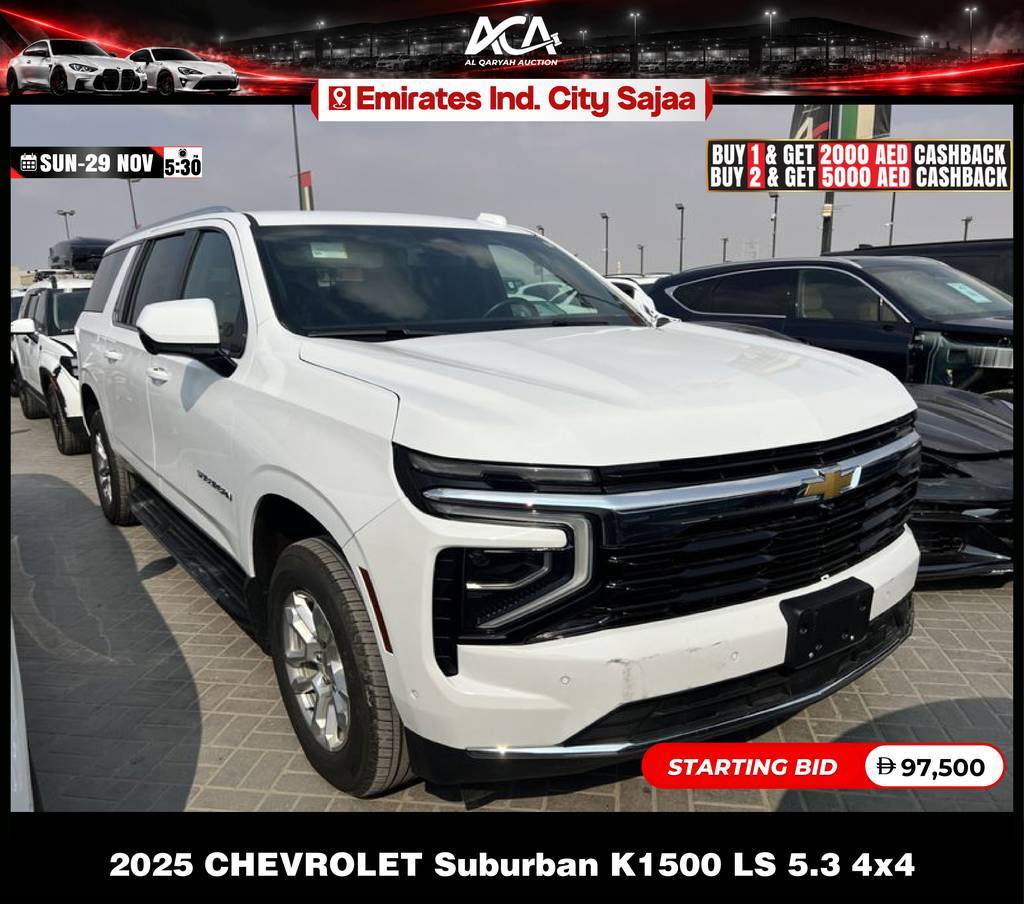 ACA
AL QARYAH AUCTION
Emirates Ind. City Sajaa
SUN-29 NOV 5:30
BUY 1 & GET 2000 AED CASHBACK
BUY 2 & GET 5000 AED CASHBACK
SUBURBAN
STARTING BID 97,500
2025 CHEVROLET Suburban K1500 LS 5.3 4x4